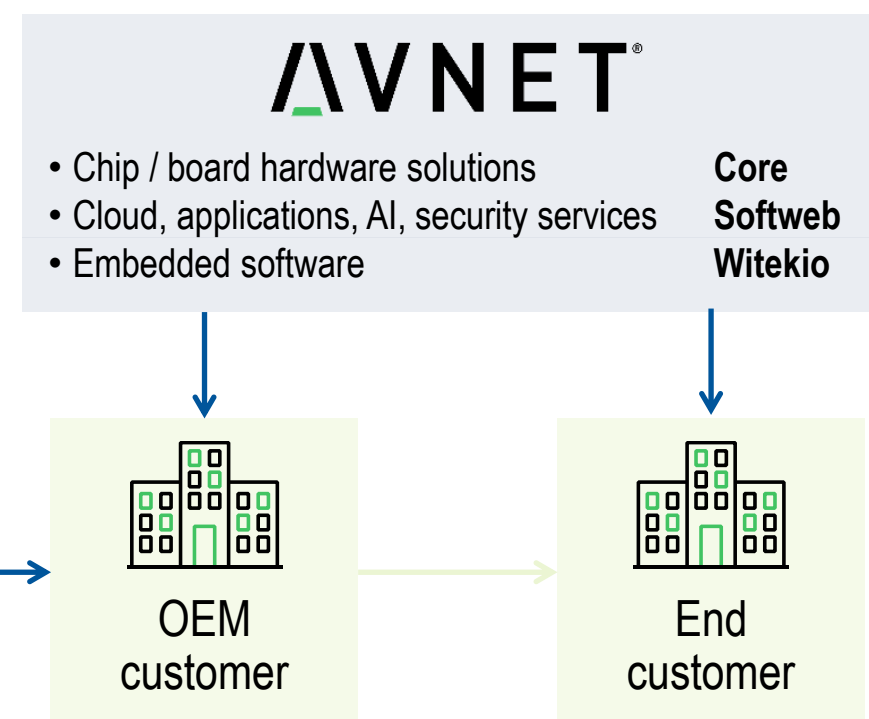 AVNET®
• Chip / board hardware solutions Core
• Cloud, applications, AI, security services Softweb
• Embedded software Witekio
OEM
customer
End
customer